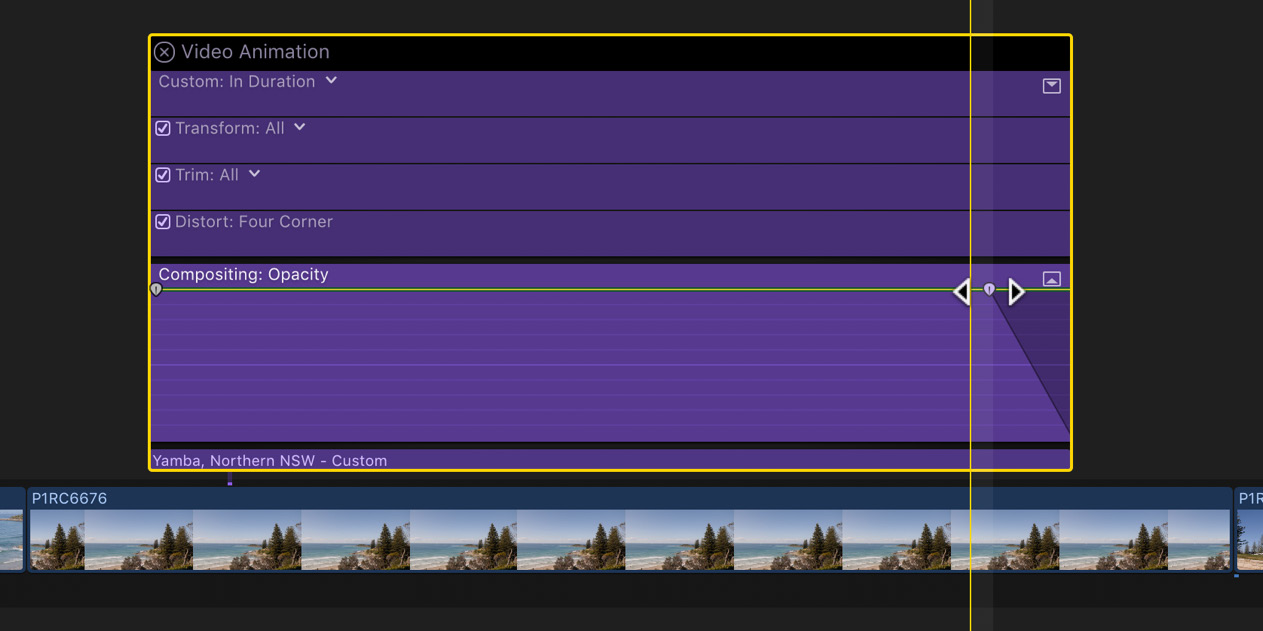 Video Animation
Custom: In Duration
Transform: All
Trim: All
Distort: Four Corner
Compositing: Opacity
Yamba, Northern NSW - Custom
P1RC6676